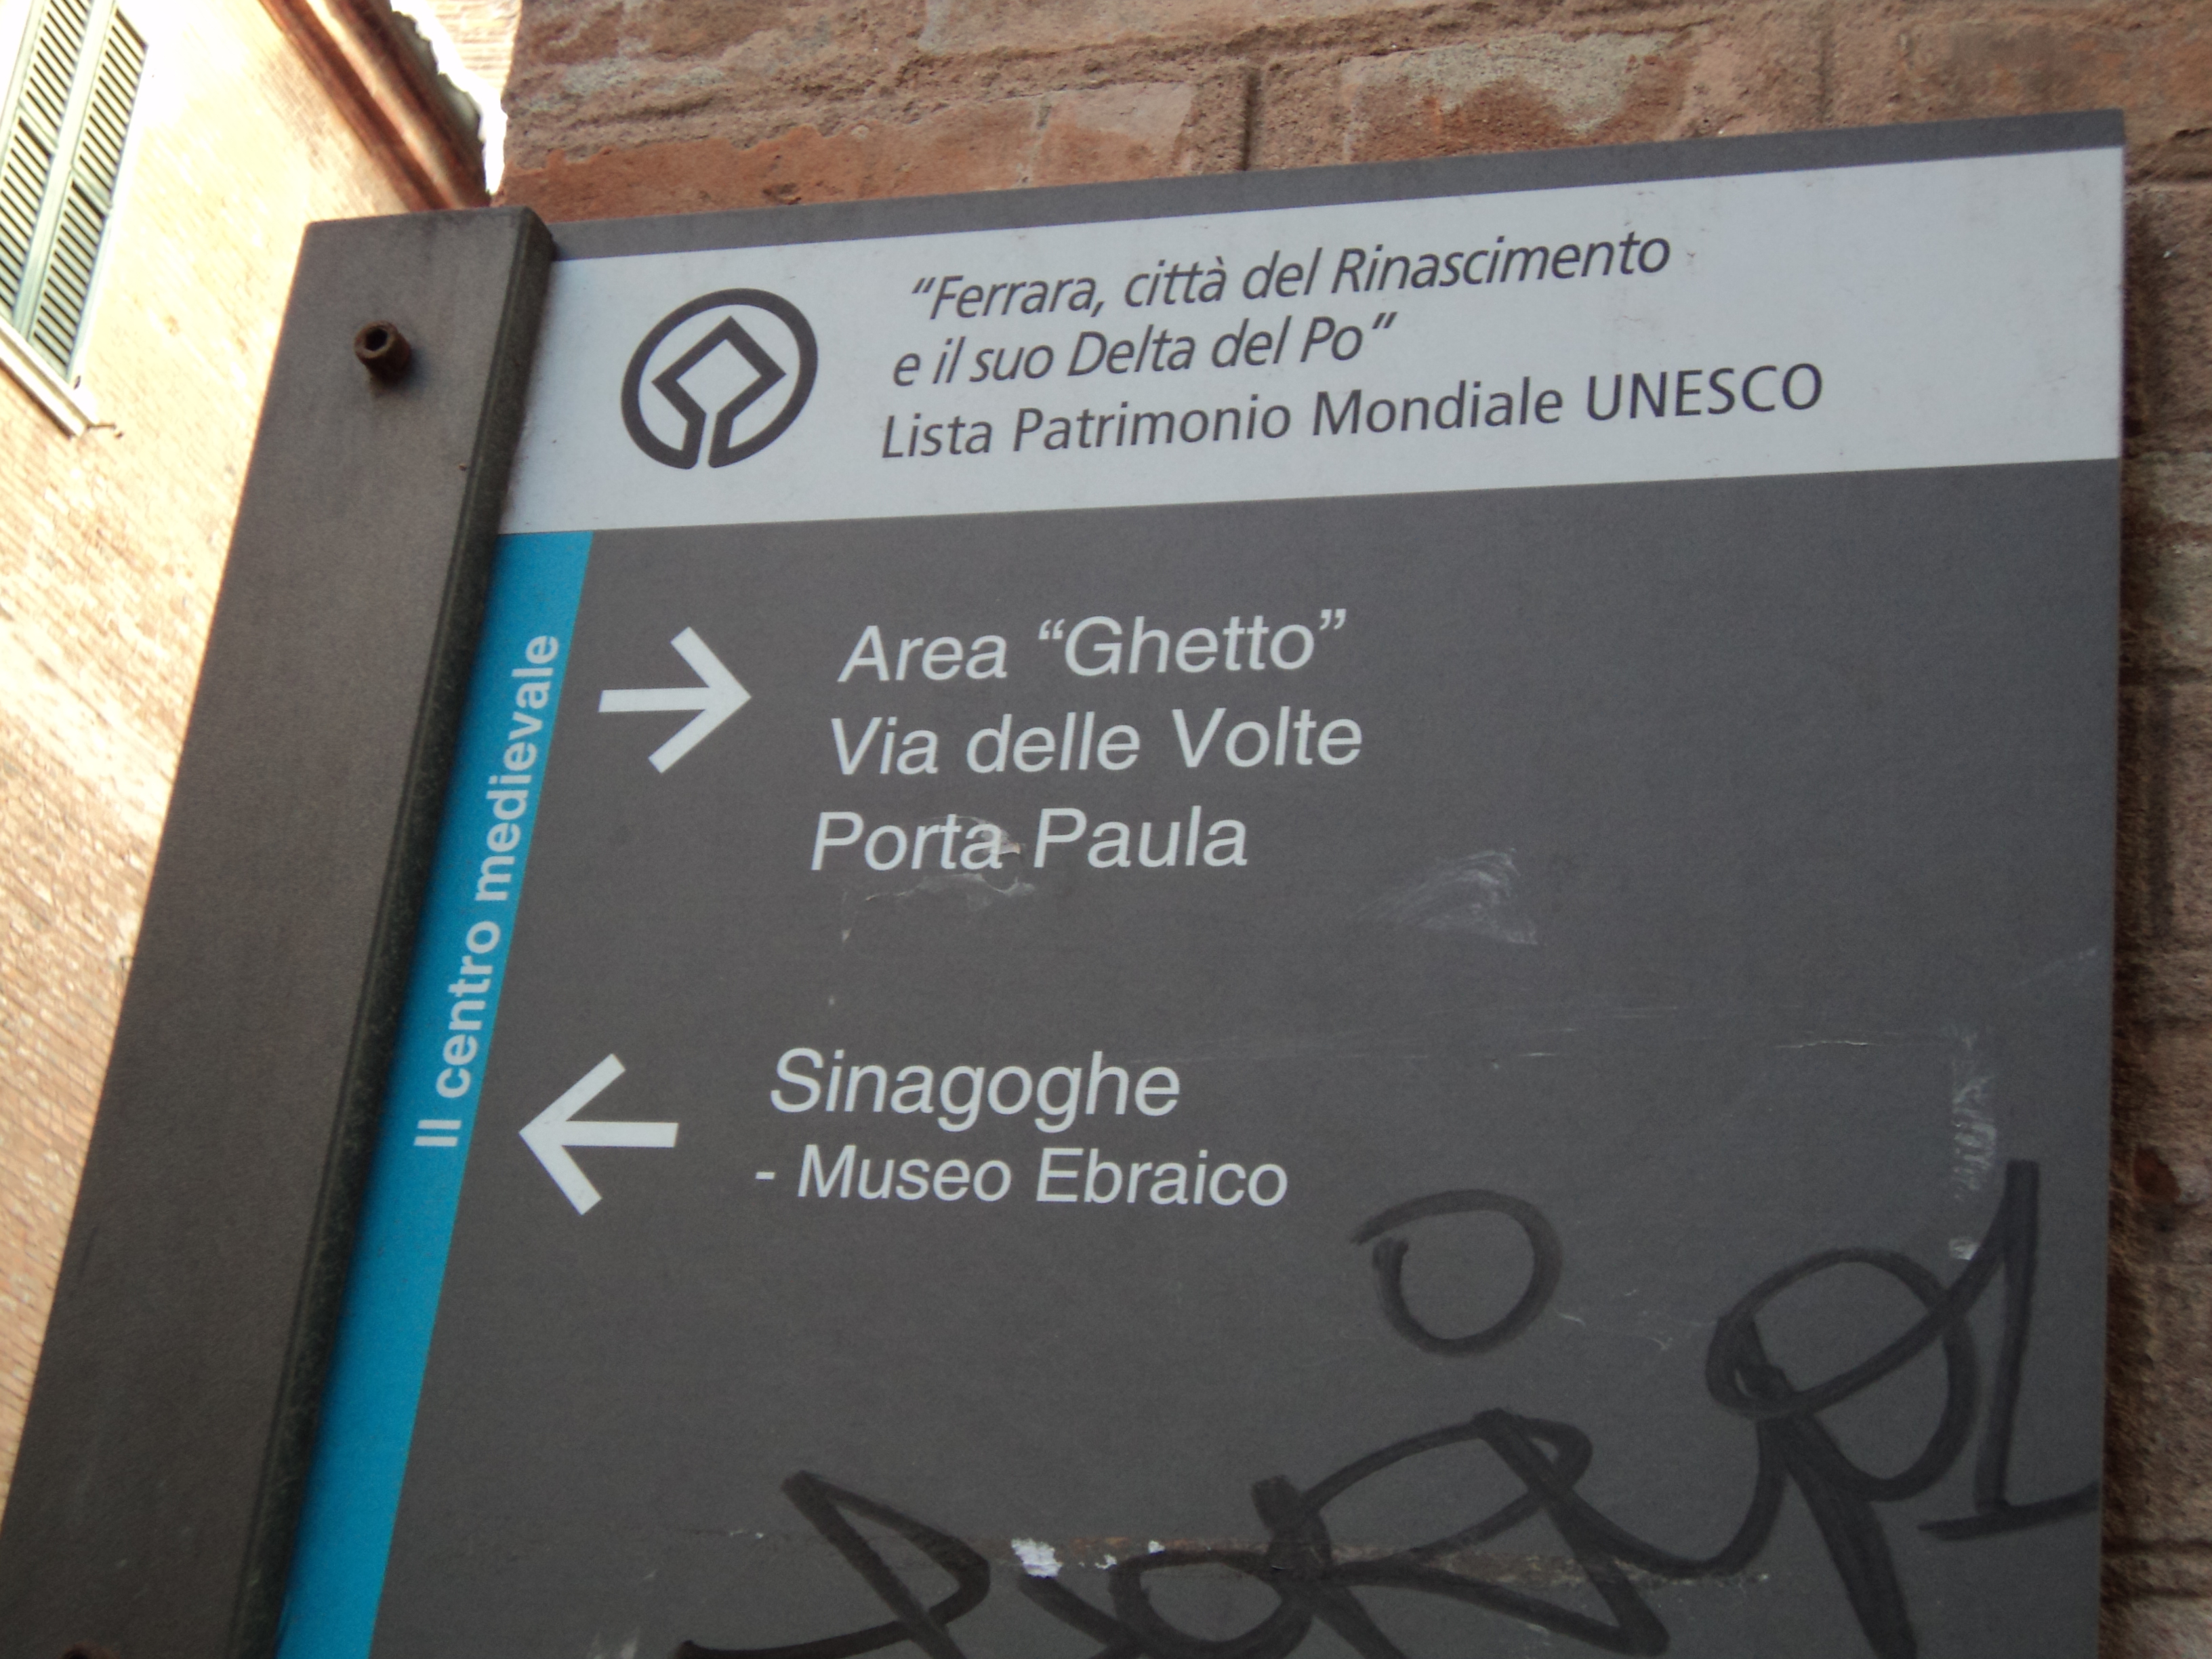 “Ferrara, città del Rinascimento
e il suo Delta del Po”
Lista Patrimonio Mondiale UNESCO
Il centro medievale
Area “Ghetto”
Via delle Volte
Porta Paula
Sinagoghe
- Museo Ebraico